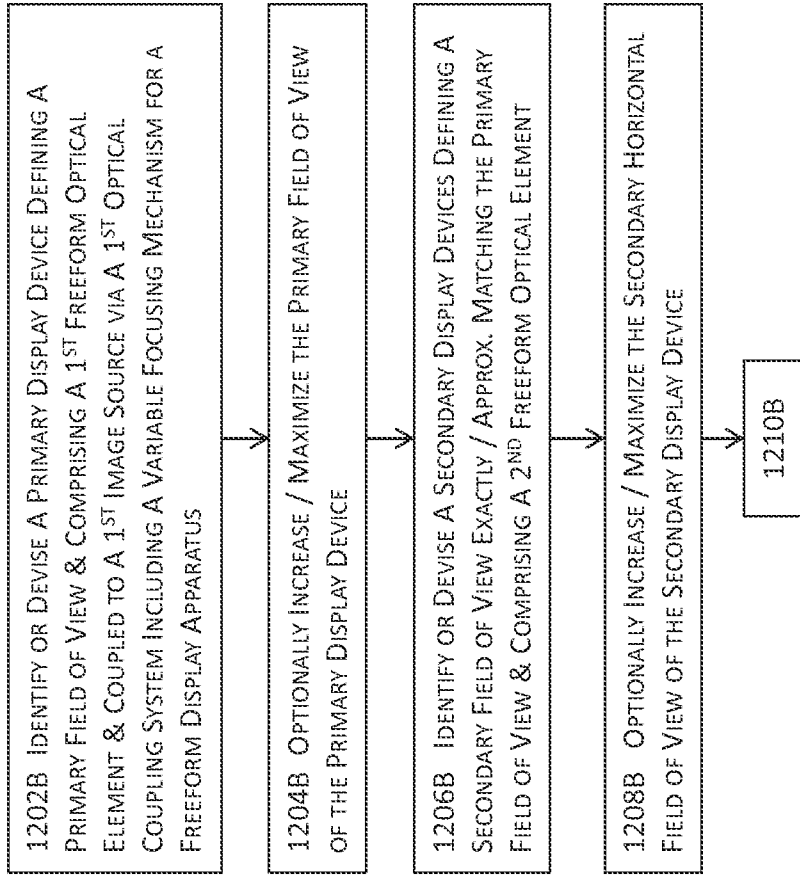 1202B IDENTIFY OR DEVISE A PRIMARY DISPLAY DEVICE DEFINING A
PRIMARY FIELD OF VIEW & COMPRISING A 1ST FREEFORM OPTICAL
ELEMENT & COUPLED TO A 1ST IMAGE SOURCE VIA A 1ST OPTICAL
COUPLING SYSTEM INCLUDING A VARIABLE FOCUSING MECHANISM FOR A
FREEFORM DISPLAY APPARATUS
1204B OPTIONALLY INCREASE / MAXIMIZE THE PRIMARY FIELD OF VIEW
OF THE PRIMARY DISPLAY DEVICE
1206B IDENTIFY OR DEVISE A SECONDARY DISPLAY DEVICES DEFINING A
SECONDARY FIELD OF VIEW EXACTLY / APPROX. MATCHING THE PRIMARY
FIELD OF VIEW & COMPRISING A 2ND FREEFORM OPTICAL ELEMENT
1208B OPTIONALLY INCREASE / MAXIMIZE THE SECONDARY HORIZONTAL
FIELD OF VIEW OF THE SECONDARY DISPLAY DEVICE
1210B